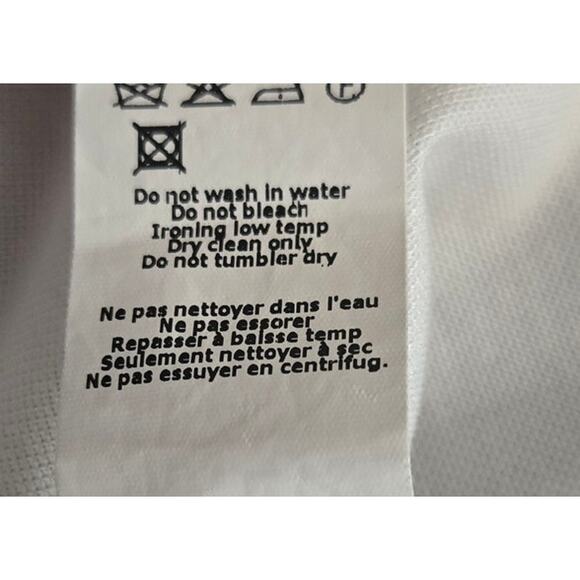 Do not wash in water
Do not bleach
Ironing low temp
Dry clean only
Do not tumbler dry
Ne pas nettoyer dans l'eau
Ne pas essorer
Repasser à baisse temp
Seulement nettoyer à sec
Ne pas essuyer en centrifug.